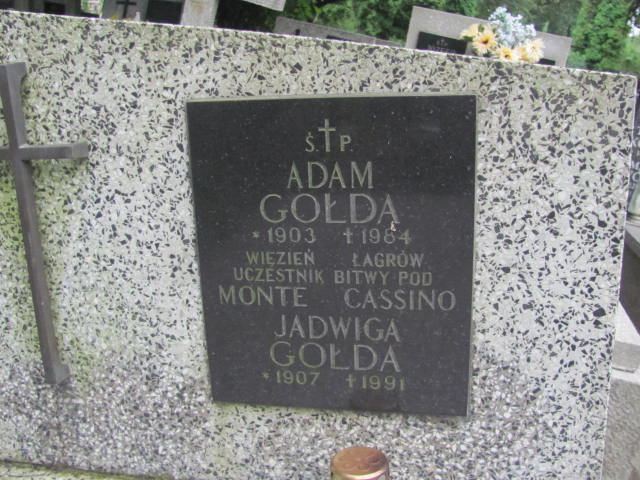 Ś. † P.
ADAM
GOŁDA
* 1903 † 1984
WIĘZIEŃ ŁAGRÓW
UCZESTNIK BITWY POD
MONTE CASSINO
JADWIGA
GOŁDA
* 1907 † 1991